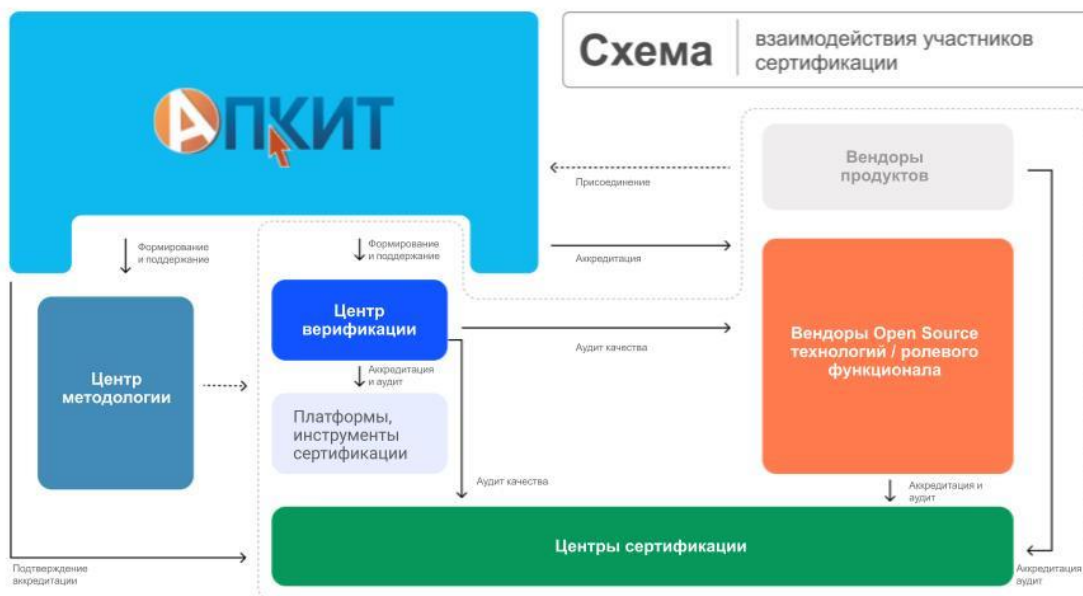 Схема
взаимодействия участников
сертификации
АПКИТ
Вендоры
продуктов
Присоединение
Формирование
и поддержание
Формирование
и поддержание
Аккредитация
Центр
верификации
Вендоры Open Source
технологий / ролевого
функционала
Аудит качества
Центр
методологии
Аккредитация
и аудит
Платформы,
инструменты
сертификации
Аудит качества
Аккредитация и
аудит
Центры сертификации
Подтверждение
аккредитации
Аккредитация
аудит